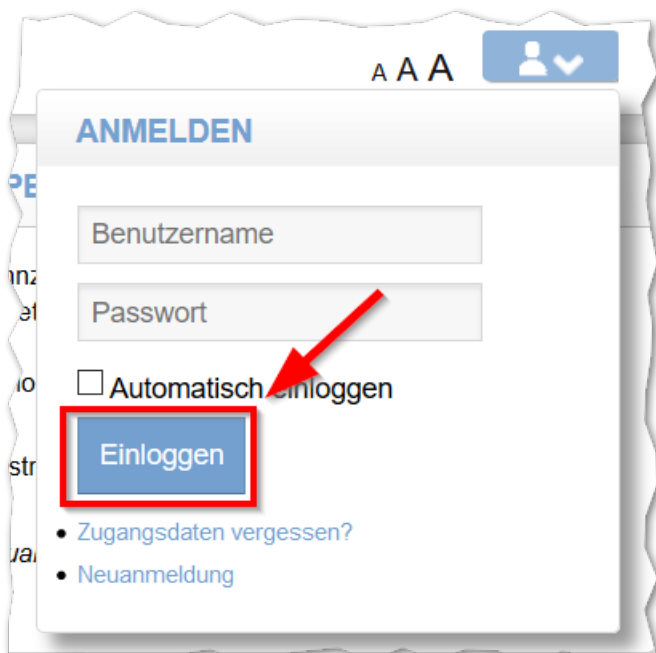 A A A
ANMELDEN
Benutzername
Passwort
Automatisch einloggen
Einloggen
Zugangsdaten vergessen?
Neuanmeldung